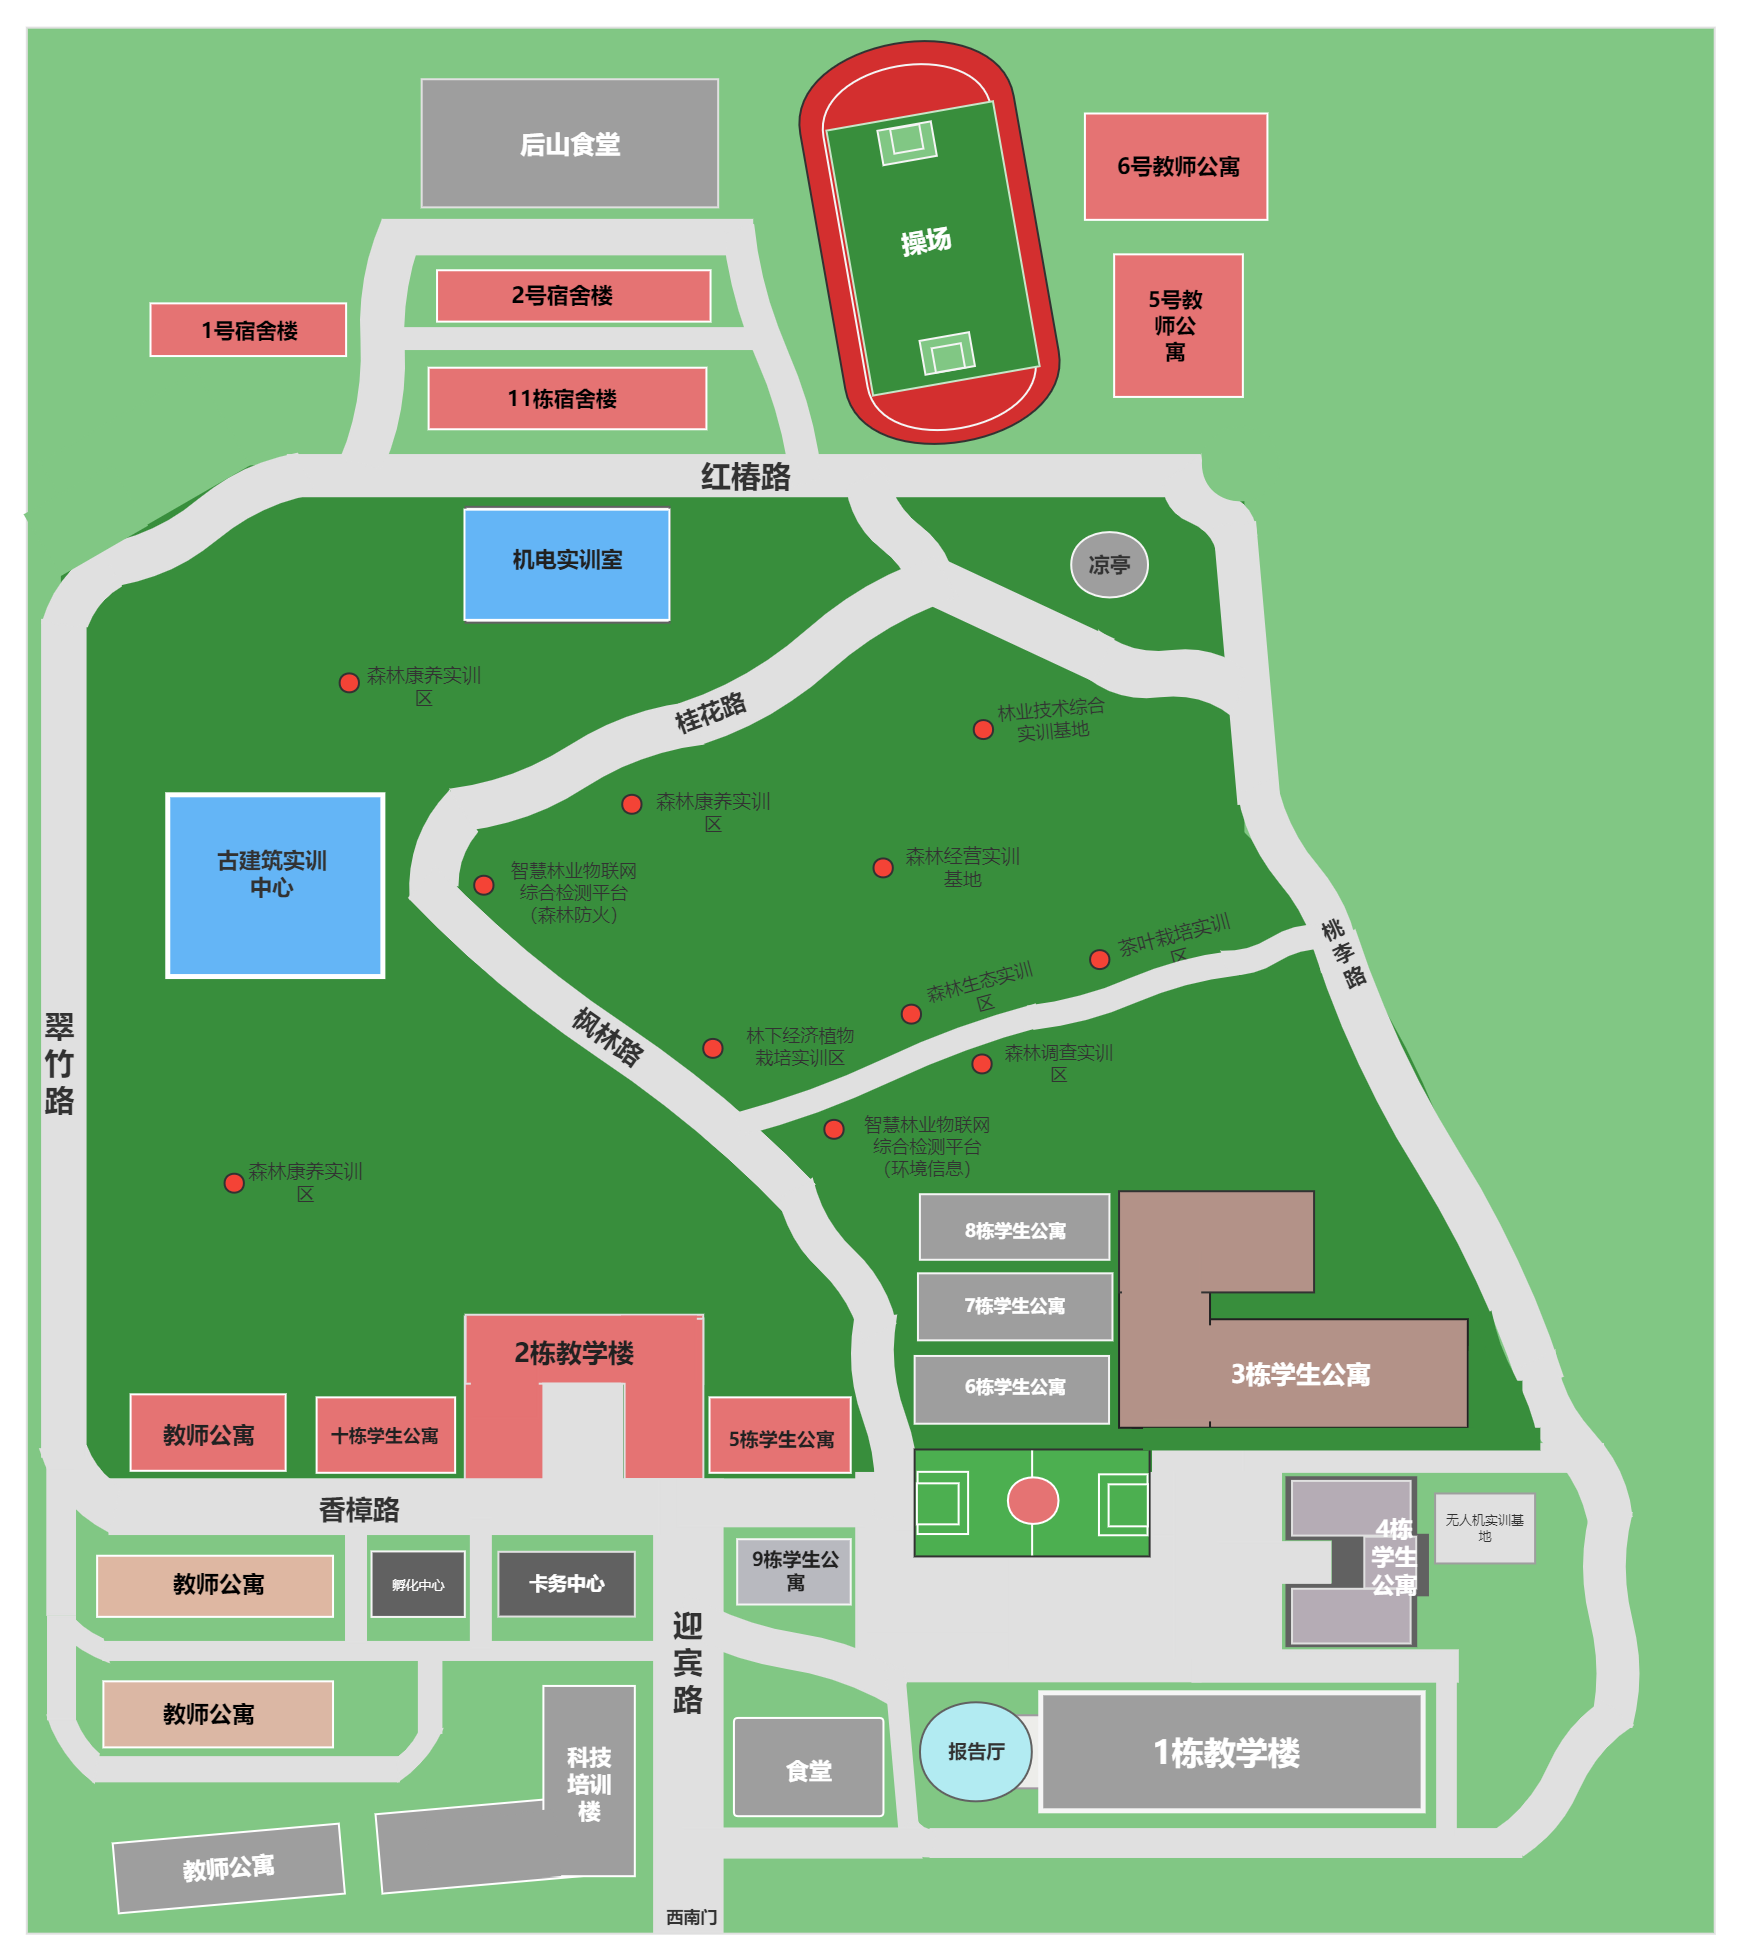 后山食堂
操场
6号教师公寓
2号宿舍楼
1号宿舍楼
5号教
师公
寓
11栋宿舍楼
红椿路
机电实训室
凉亭
森林康养实训
区
桂花路
林业技术综合
实训基地
森林康养实训
区
古建筑实训
中心
智慧林业物联网
综合检测平台
（森林防火）
森林经营实训
基地
茶叶栽培实训
区
桃
李
路
森林生态实训
区
翠
竹
路
枫林路
林下经济植物
栽培实训区
森林调查实训
区
智慧林业物联网
综合检测平台
（环境信息）
森林康养实训
区
8栋学生公寓
7栋学生公寓
6栋学生公寓
3栋学生公寓
2栋教学楼
教师公寓
十栋学生公寓
5栋学生公寓
香樟路
4栋
学生
公寓
无人机实训基
地
教师公寓
孵化中心
卡务中心
9栋学生公
寓
迎
宾
路
教师公寓
科技
培训
楼
食堂
报告厅
1栋教学楼
教师公寓
西南门